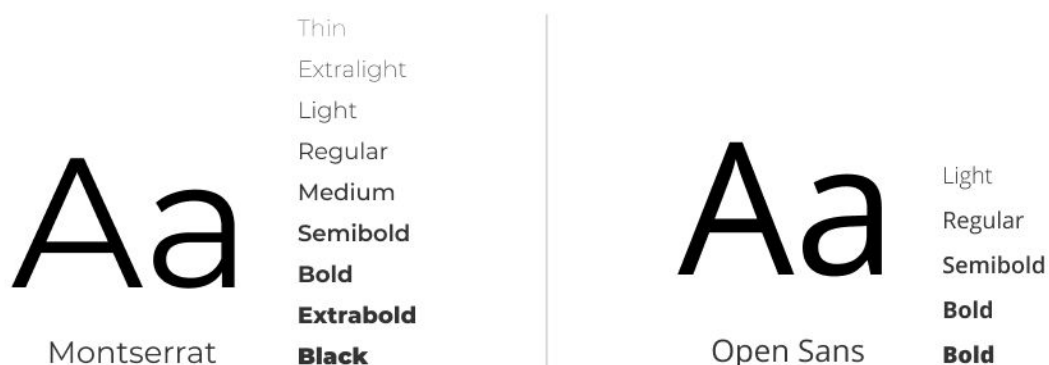 Thin
Extralight
Light
Regular
Medium
Semibold
Bold
Extrabold
Black
Aa
Montserrat
Aa
Open Sans
Light
Regular
Semibold
Bold
Bold